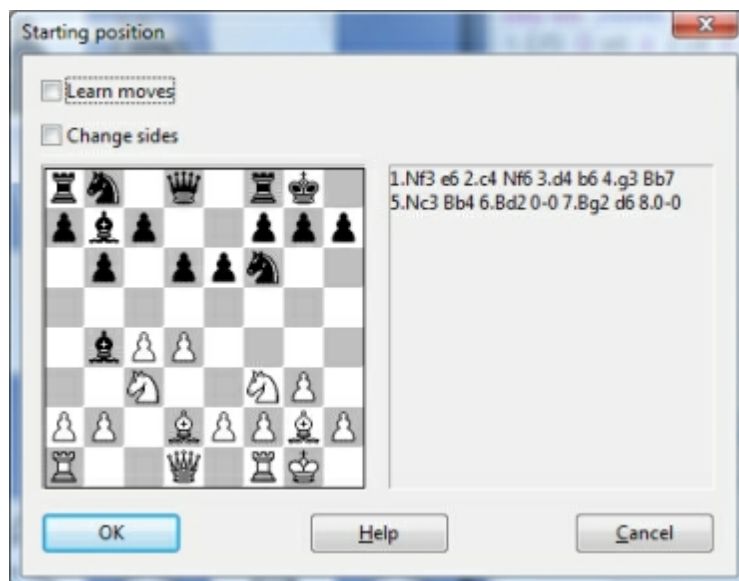 Starting position
Learn moves
Change sides
1.Nf3 e6 2.c4 Nf6 3.d4 b6 4.g3 Bb7
5.Nc3 Bb4 6.Bd2 0-0 7.Bg2 d6 8.0-0
OK
Help
Cancel